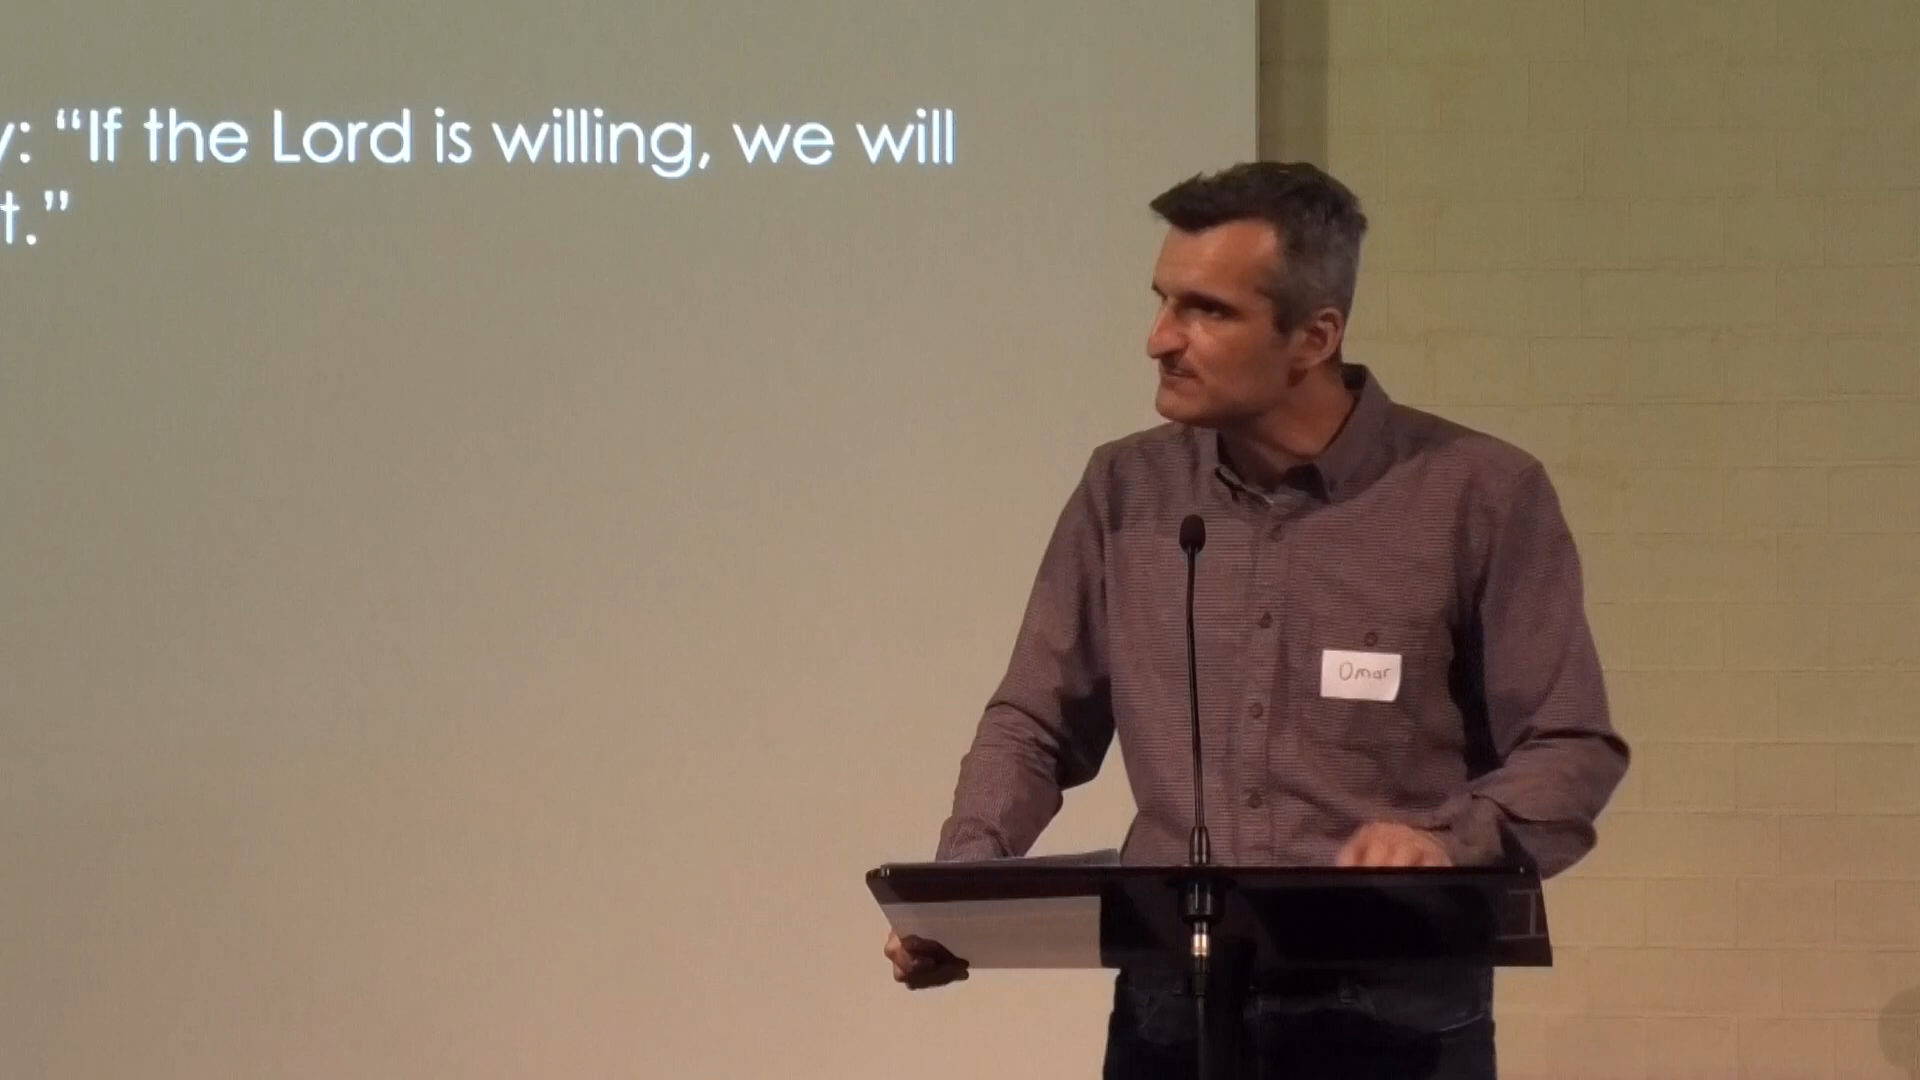 y: “If the Lord is willing, we will
t.”
Omar